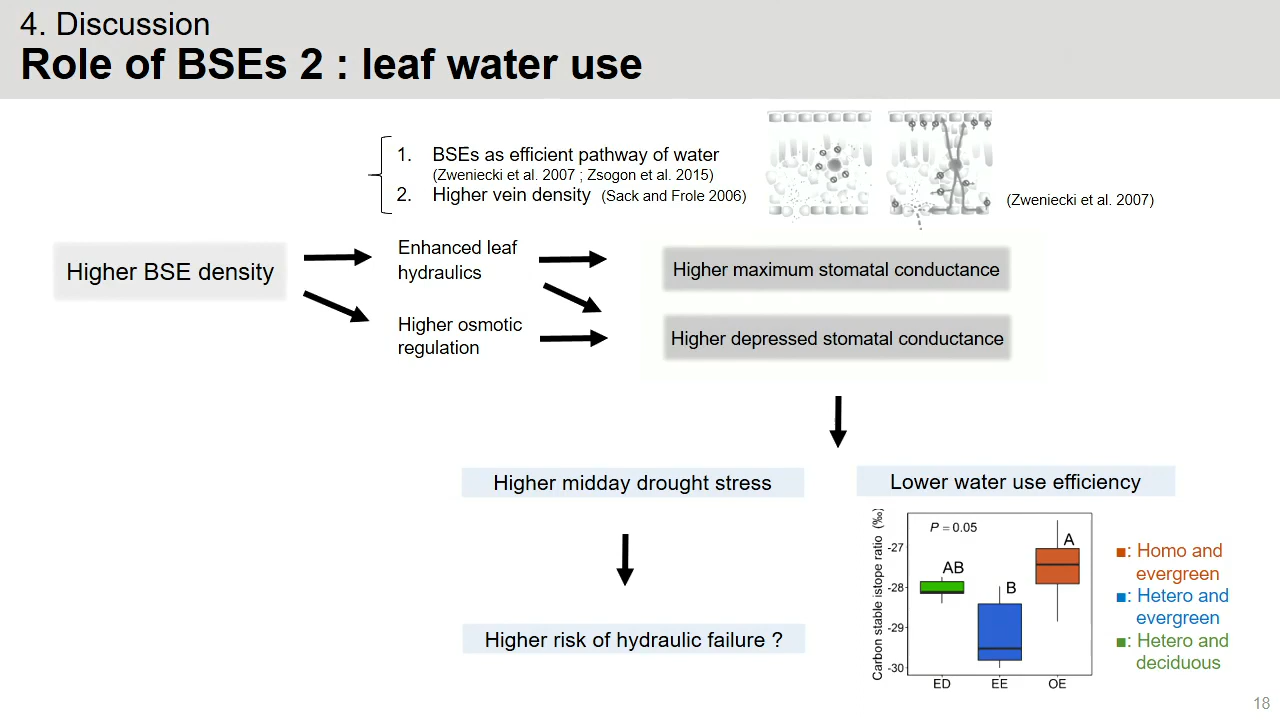 4. Discussion
Role of BSEs 2 : leaf water use
1. BSEs as efficient pathway of water
(Zweniecki et al. 2007 ; Zsogon et al. 2015)
2. Higher vein density (Sack and Frole 2006)
(Zweniecki et al. 2007)
Higher BSE density
Enhanced leaf
hydraulics
Higher osmotic
regulation
Higher maximum stomatal conductance
Higher depressed stomatal conductance
Higher midday drought stress
Higher risk of hydraulic failure ?
Lower water use efficiency
Carbon stable istope ratio (‰)
P = 0.05
-27
-28
-29
-30
AB
B
A
ED
EE
OE
■: Homo and
evergreen
■: Hetero and
evergreen
■: Hetero and
deciduous
18